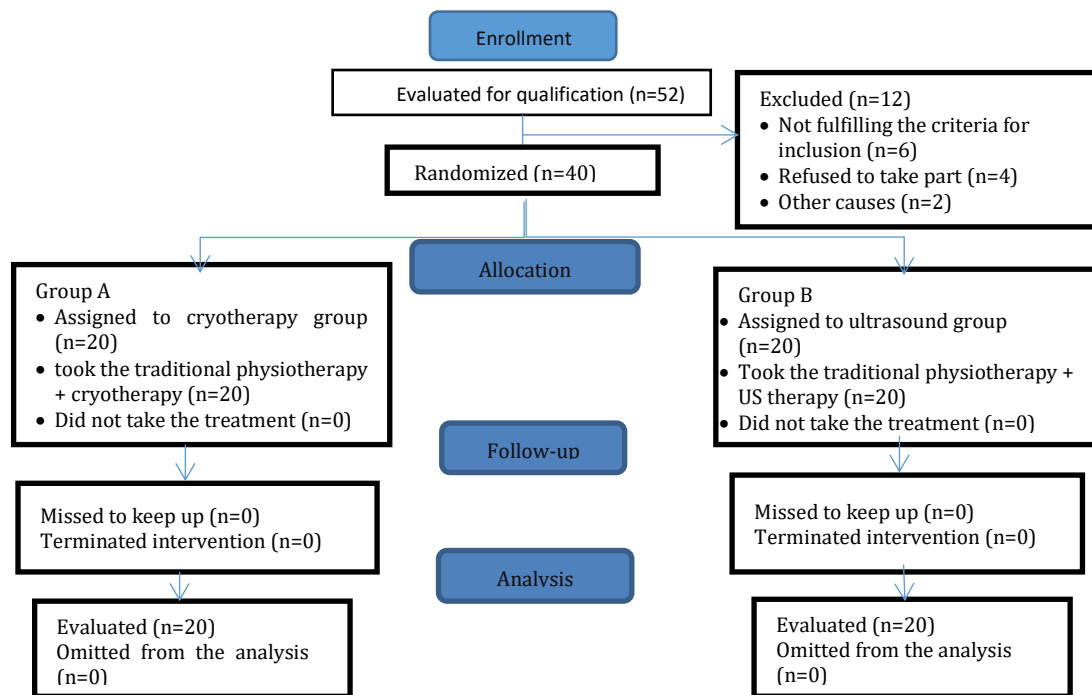 Enrollment
Evaluated for qualification (n=52)
Excluded (n=12)
• Not fulfilling the criteria for
inclusion (n=6)
• Refused to take part (n=4)
• Other causes (n=2)
Randomized (n=40)
Allocation
Group A
• Assigned to cryotherapy group
(n=20)
• took the traditional physiotherapy
+ cryotherapy (n=20)
• Did not take the treatment (n=0)
Group B
• Assigned to ultrasound group
(n=20)
• Took the traditional physiotherapy +
US therapy (n=20)
• Did not take the treatment (n=0)
Follow-up
Missed to keep up (n=0)
Terminated intervention (n=0)
Missed to keep up (n=0)
Terminated intervention (n=0)
Analysis
Evaluated (n=20)
Omitted from the analysis
(n=0)
Evaluated (n=20)
Omitted from the analysis
(n=0)